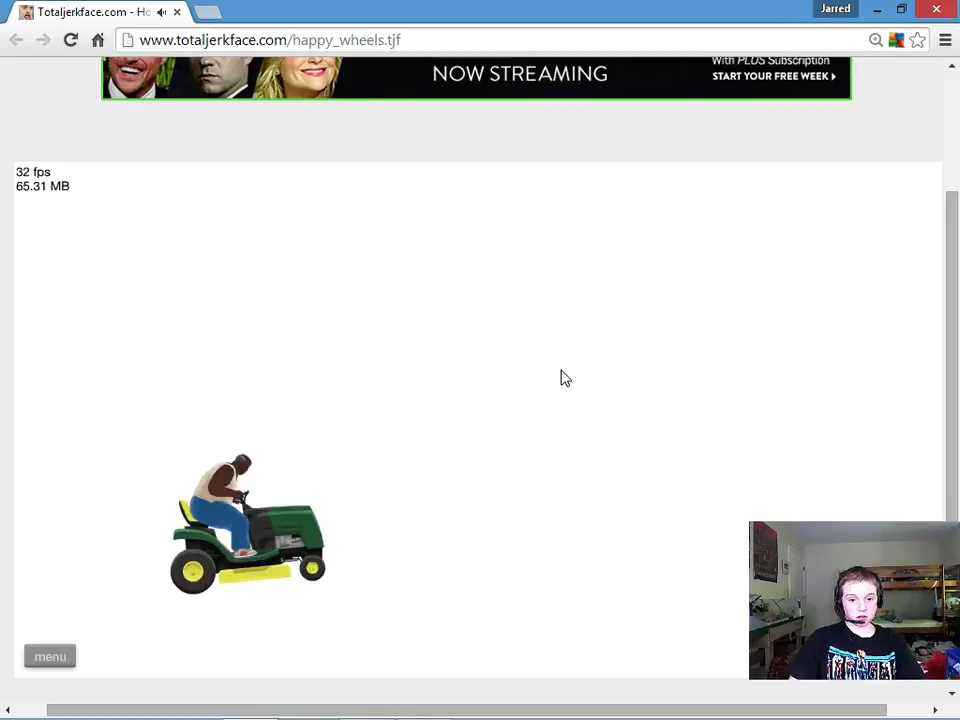 Totaljerkface.com - Ho
Jarred
www.totaljerkface.com/happy_wheels.tjf
NOW STREAMING
With PLUS Subscription
START YOUR FREE WEEK
32 fps
65.31 MB
menu